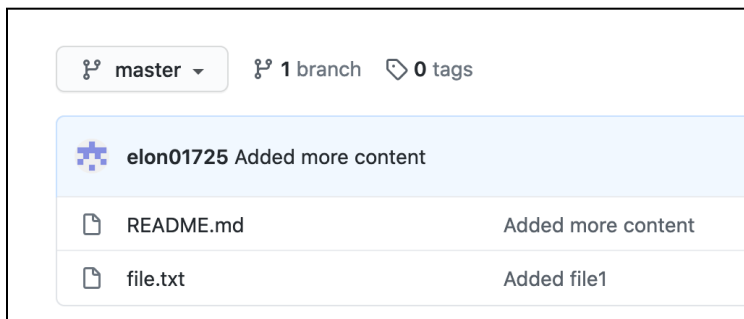 master 1 branch 0 tags
elon01725 Added more content
README.md Added more content
file.txt Added file1